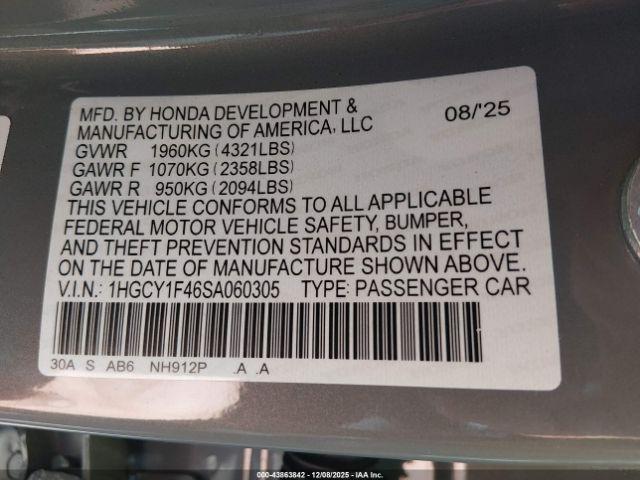 MFD. BY HONDA DEVELOPMENT & MANUFACTURING OF AMERICA, LLC 08/'25
GVWR 1960KG (4321LBS)
GAWR F 1070KG (2358LBS)
GAWR R 950KG (2094LBS)
THIS VEHICLE CONFORMS TO ALL APPLICABLE
FEDERAL MOTOR VEHICLE SAFETY, BUMPER,
AND THEFT PREVENTION STANDARDS IN EFFECT
ON THE DATE OF MANUFACTURE SHOWN ABOVE.
V.I.N.: 1HGCY1F46SA060305 TYPE: PASSENGER CAR
30A S AB6 NH912P .A .A
000-43863842 - 12/08/2025 - IAA Inc.